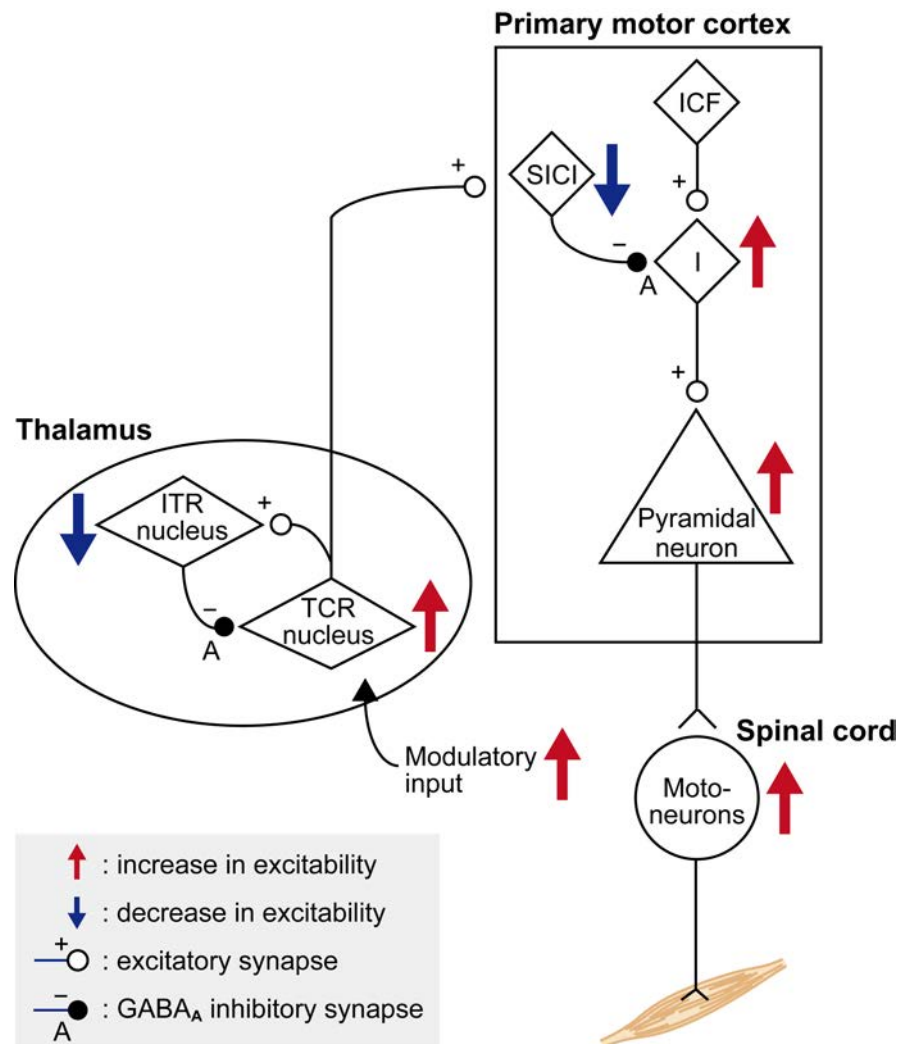 Primary motor cortex
ICF
+
SICI
+
−
I
A
+
Thalamus
ITR
nucleus
+
Pyramidal
neuron
−
TCR
nucleus
A
Spinal cord
Modulatory
input
Moto-
neurons
: increase in excitability
: decrease in excitability
+
: excitatory synapse
−
: GABAA inhibitory synapse
A